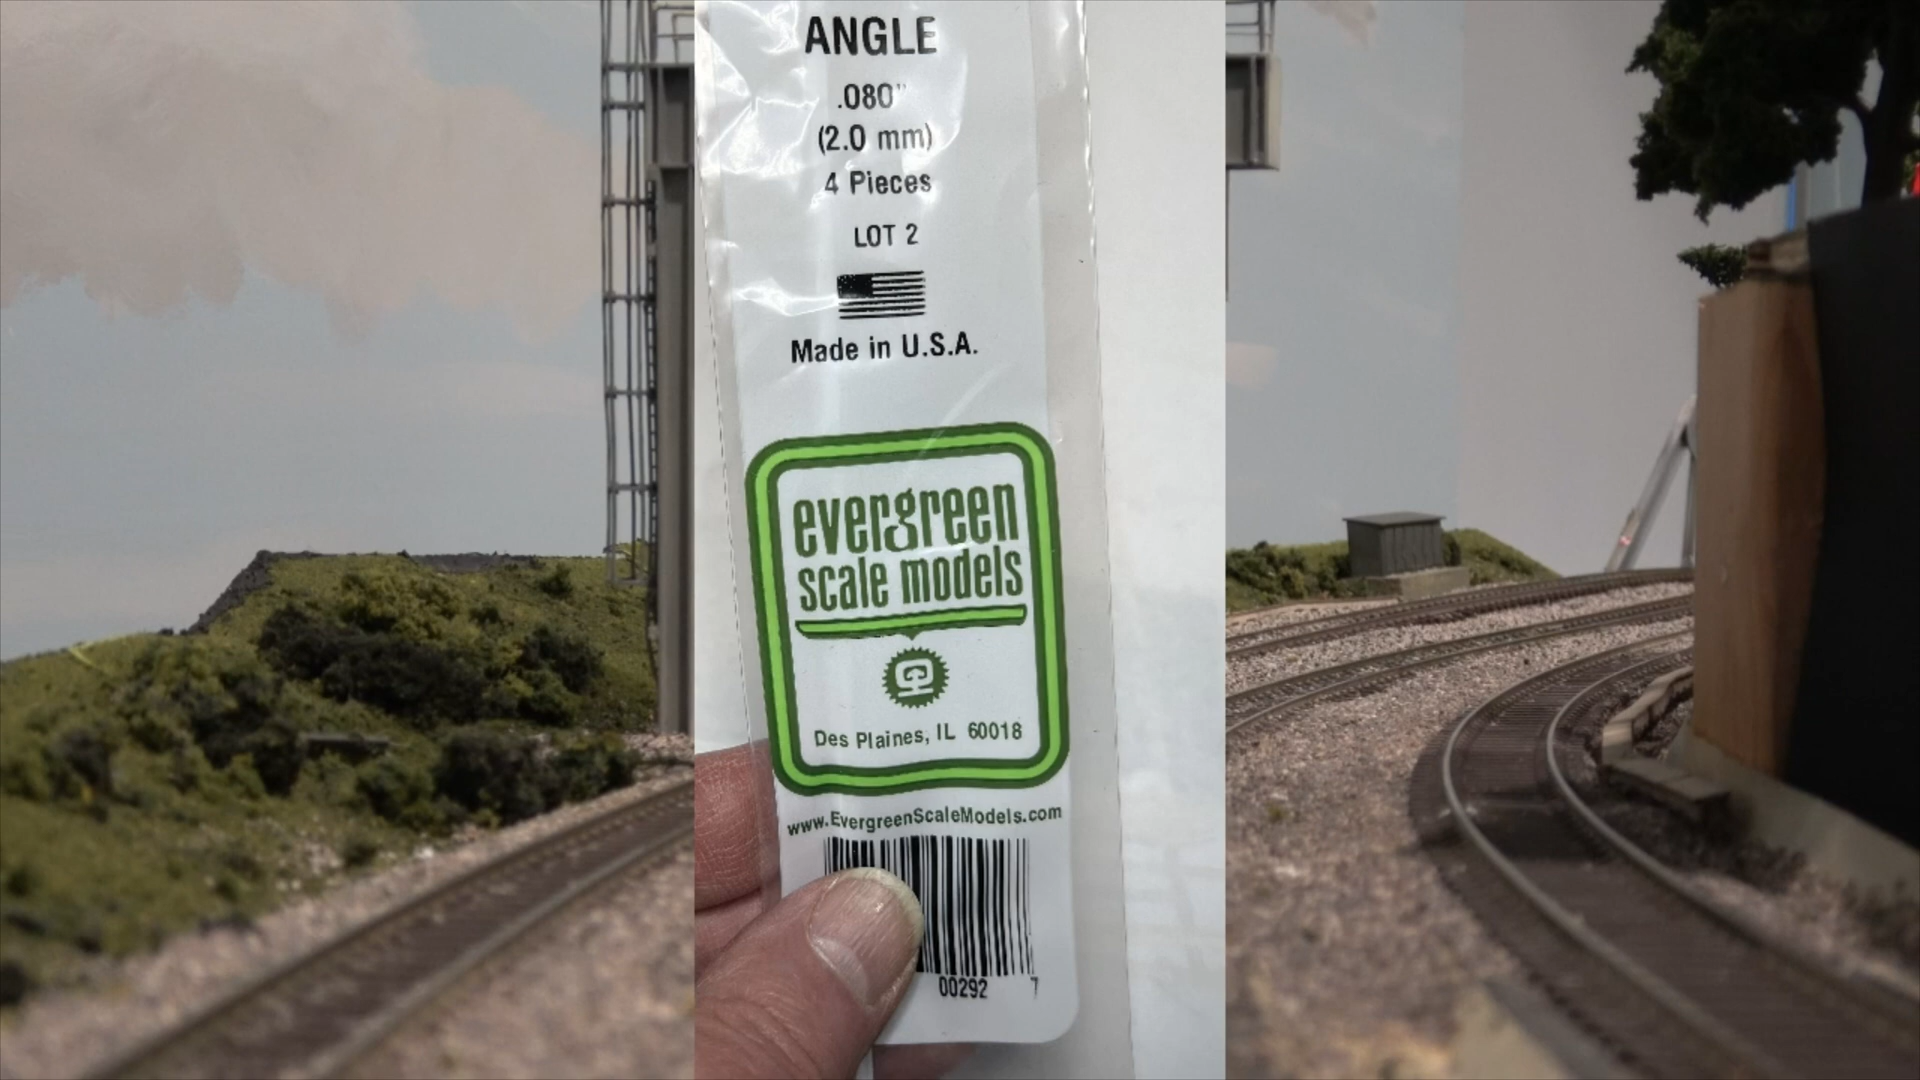 ANGLE
.080"
(2.0 mm)
4 Pieces
LOT 2
Made in U.S.A.
evergreen
scale models
Des Plaines, IL 60018
www.EvergreenScaleModels.com
00292 7